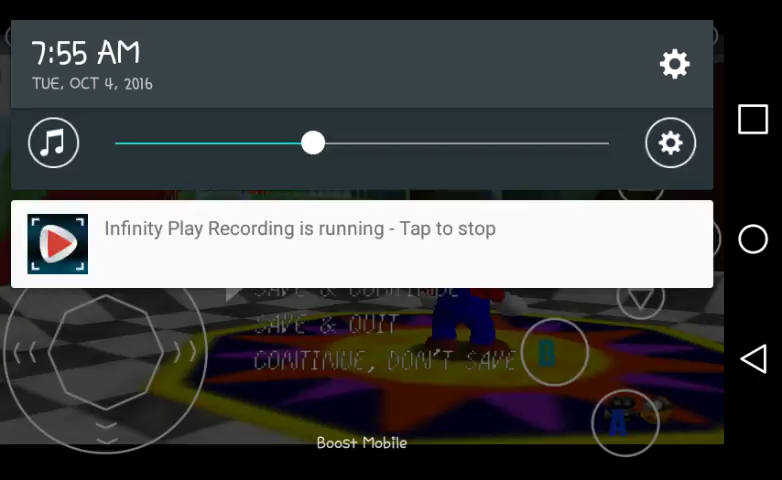 7:55 AM
TUE, OCT 4, 2016
Infinity Play Recording is running - Tap to stop
SAVE & CONTINUE
SAVE & QUIT
CONTINUE, DON'T SAVE
B
A
Boost Mobile